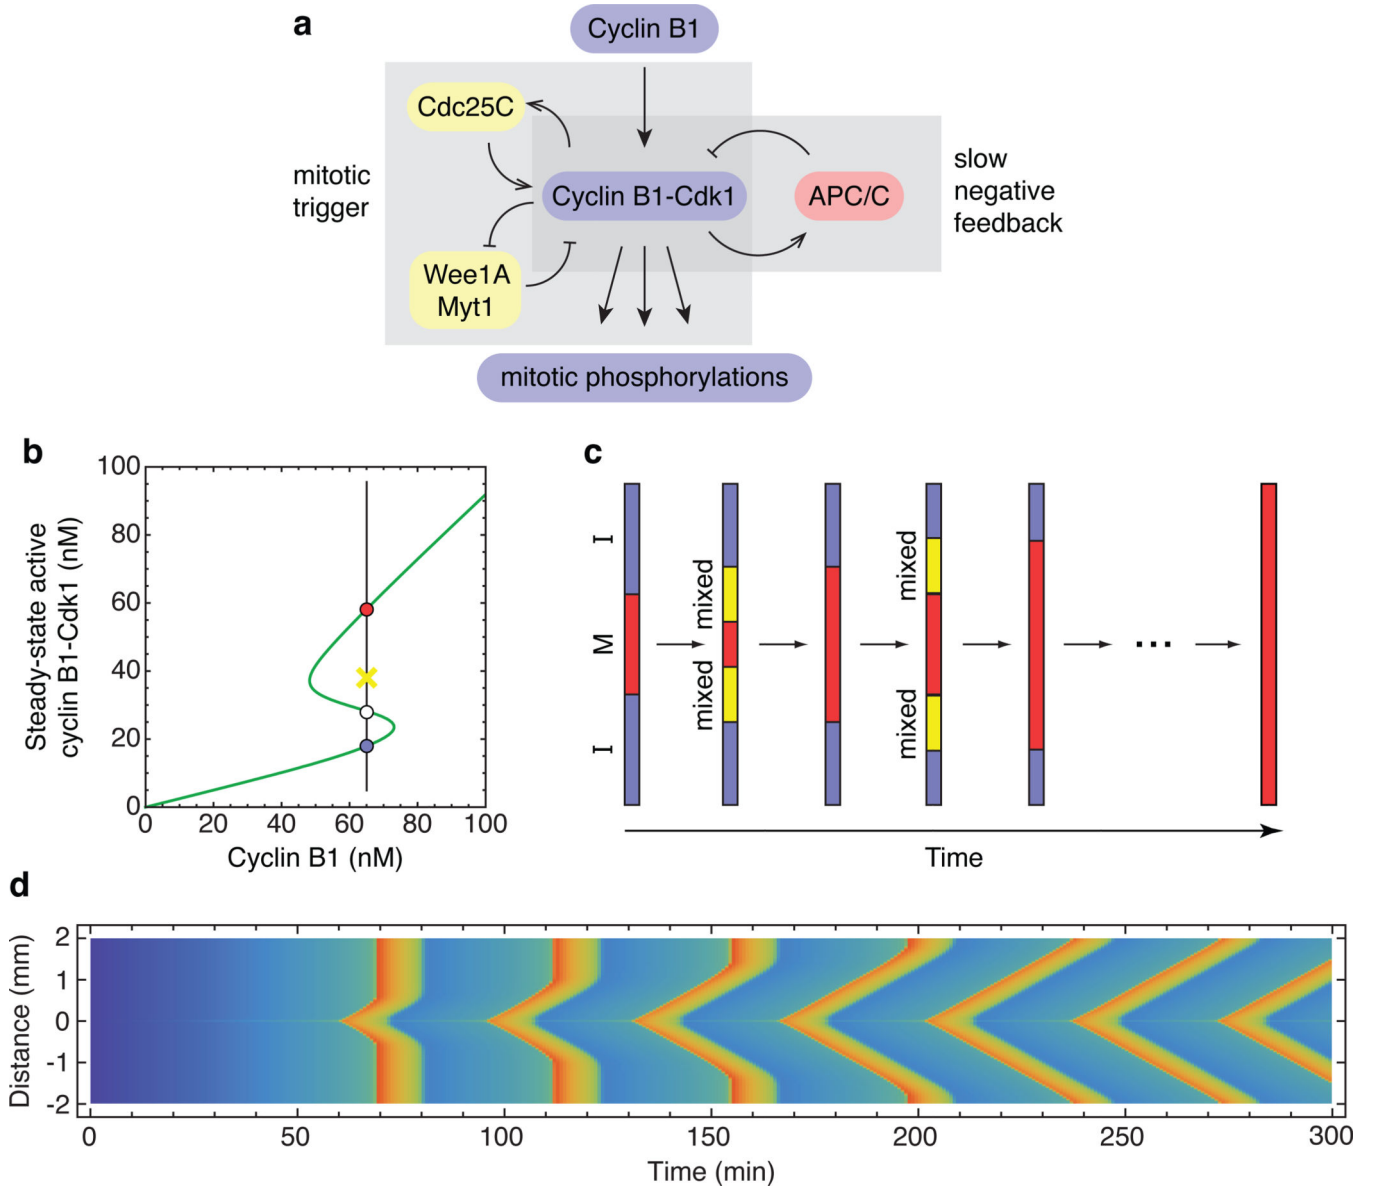 a
Cyclin B1
Cdc25C
mitotic
trigger
Cyclin B1-Cdk1
APC/C
slow
negative
feedback
Wee1A
Myt1
mitotic phosphorylations
b
Steady-state active
cyclin B1-Cdk1 (nM)
100
80
60
40
20
0
0 20 40 60 80 100
Cyclin B1 (nM)
c
I
M
I
mixed
mixed
mixed
mixed
...
Time
d
Distance (mm)
2
1
0
-1
-2
0 50 100 150 200 250 300
Time (min)